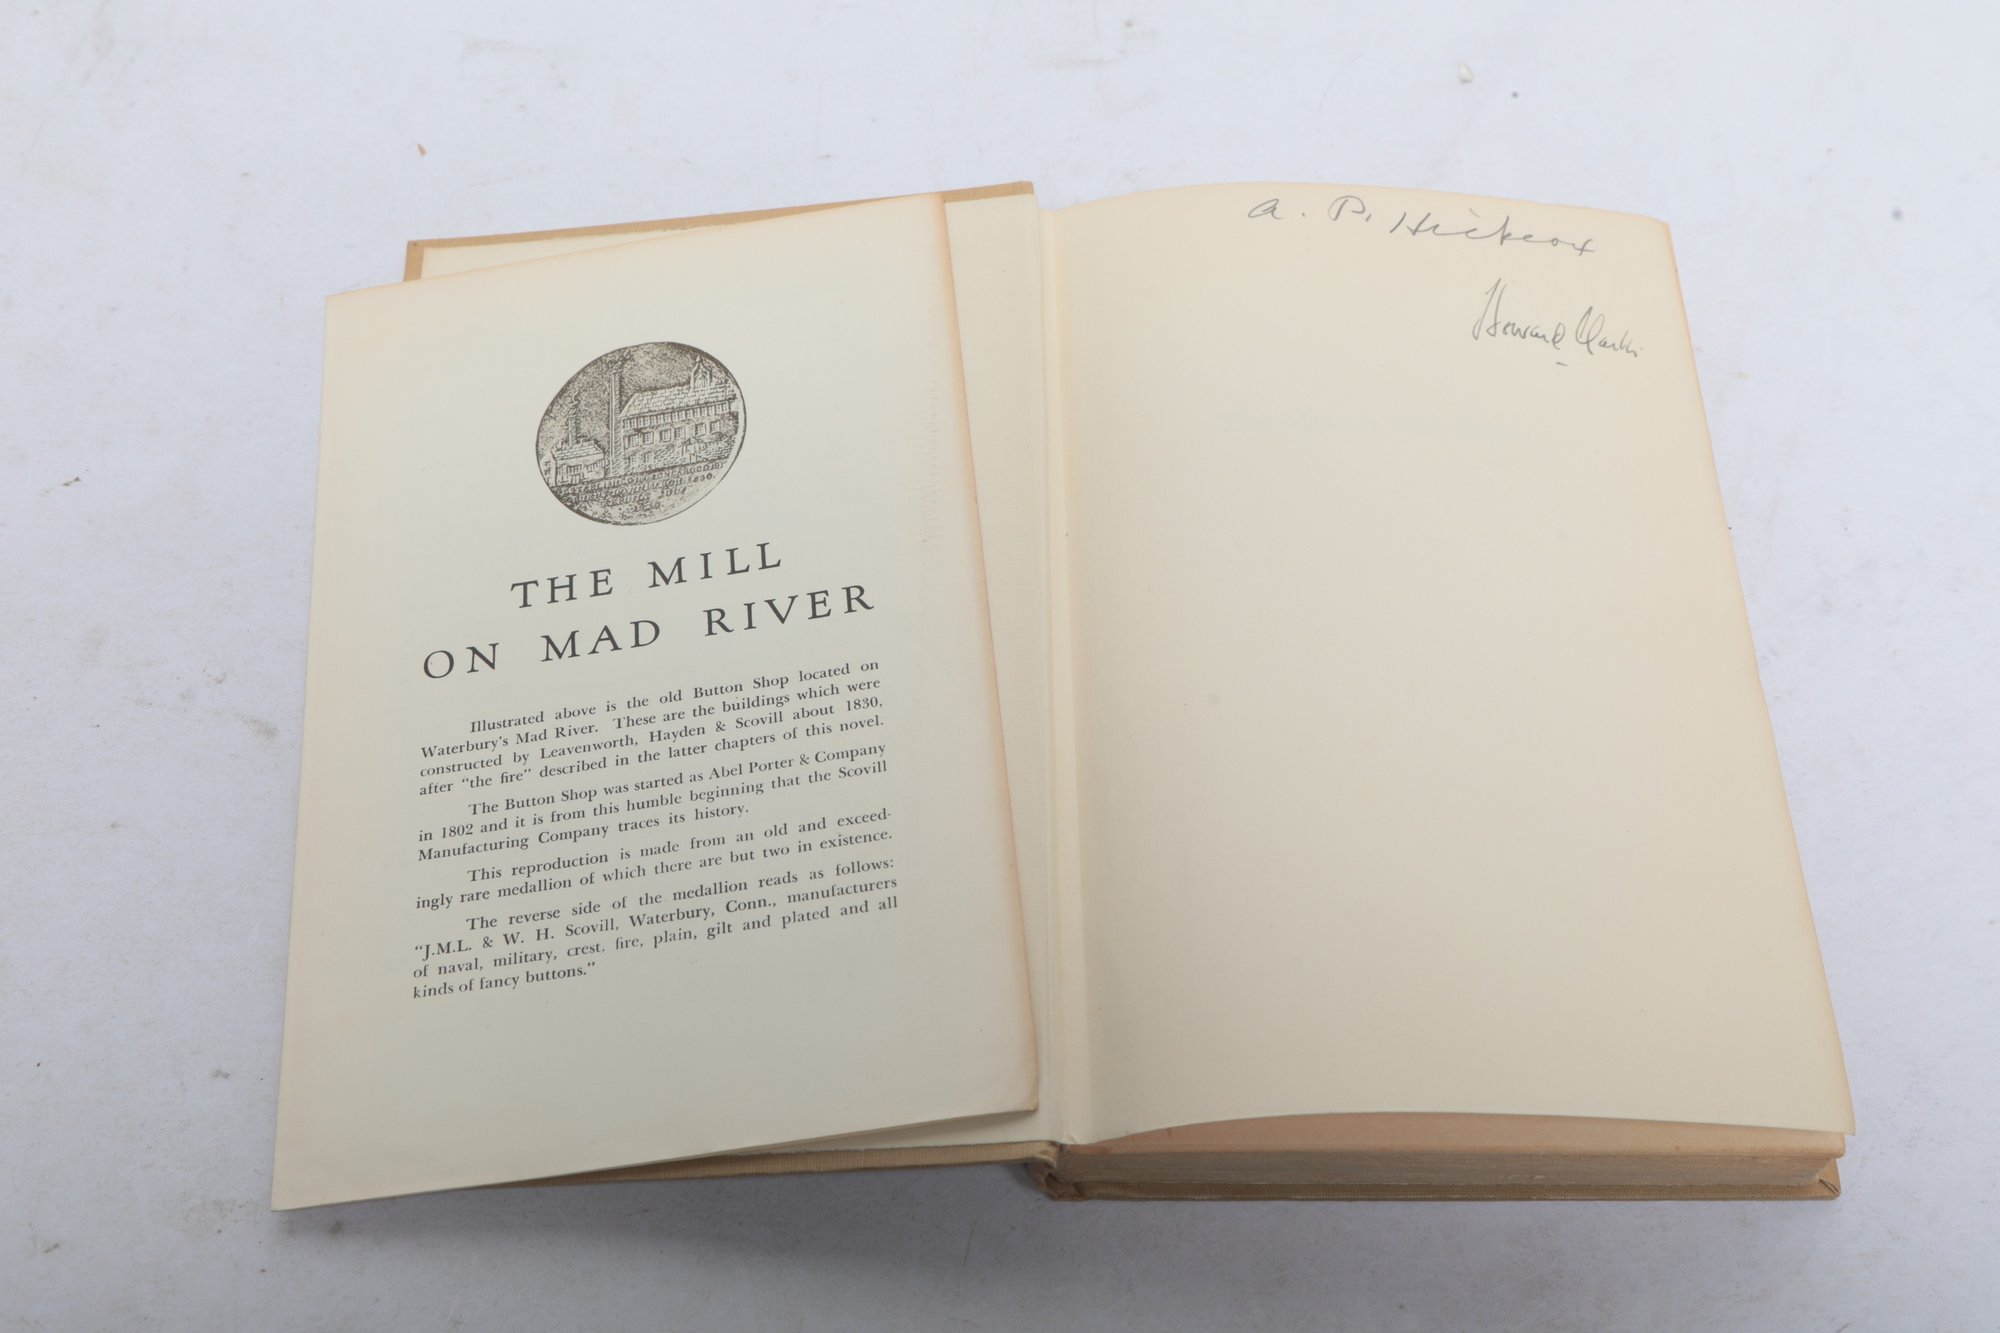 THE MILL
ON MAD RIVER
Illustrated above is the old Button Shop located on
Waterbury's Mad River. These are the buildings which were
constructed by Leavenworth, Hayden & Scovill about 1830,
after "the fire" described in the latter chapters of this novel.
The Button Shop was started as Abel Porter & Company
in 1802 and it is from this humble beginning that the Scovill
Manufacturing Company traces its history.
This reproduction is made from an old and exceed-
ingly rare medallion of which there are but two in existence.
The reverse side of the medallion reads as follows:
"J.M.L. & W. H. Scovill, Waterbury, Conn., manufacturers
of naval, military, crest, fire, plain, gilt and plated and all
kinds of fancy buttons."
A. P. Hickcox
Howard